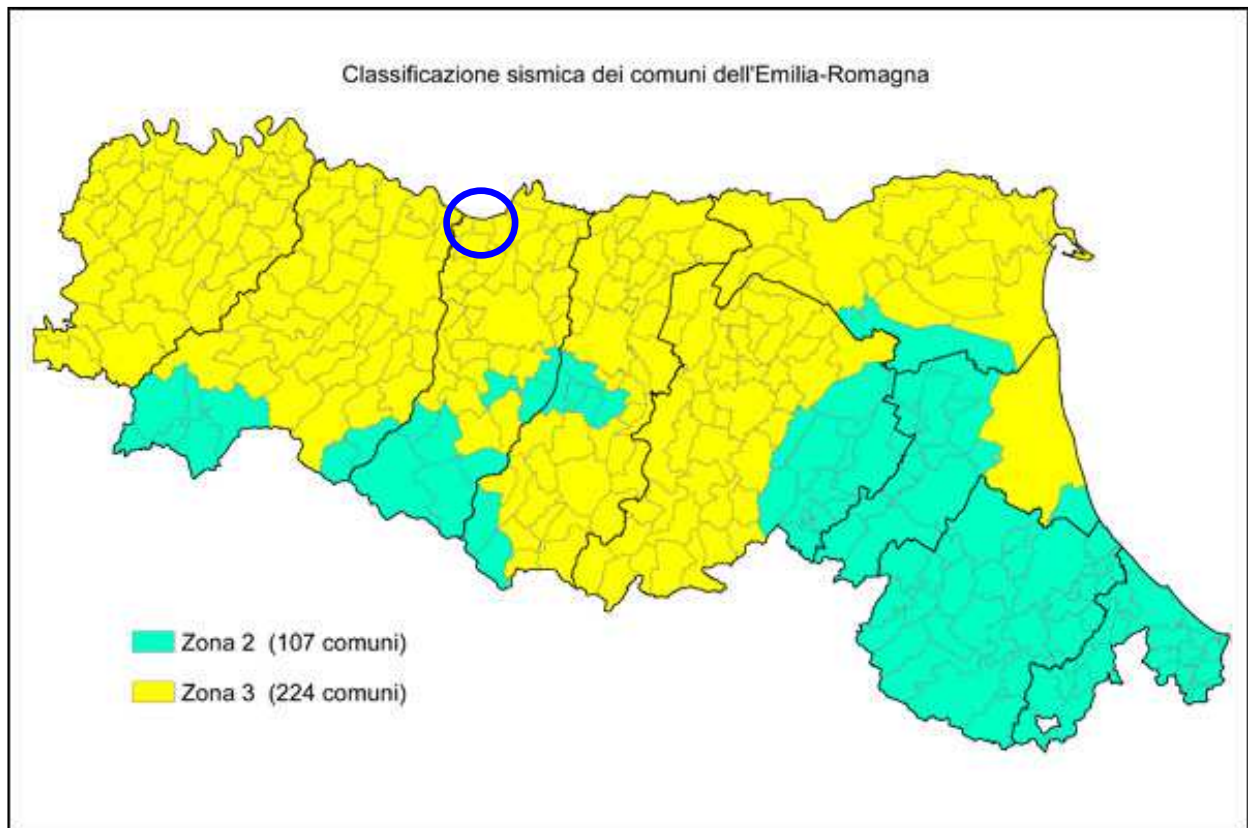 Classificazione sismica dei comuni dell'Emilia-Romagna
Zona 2 (107 comuni)
Zona 3 (224 comuni)